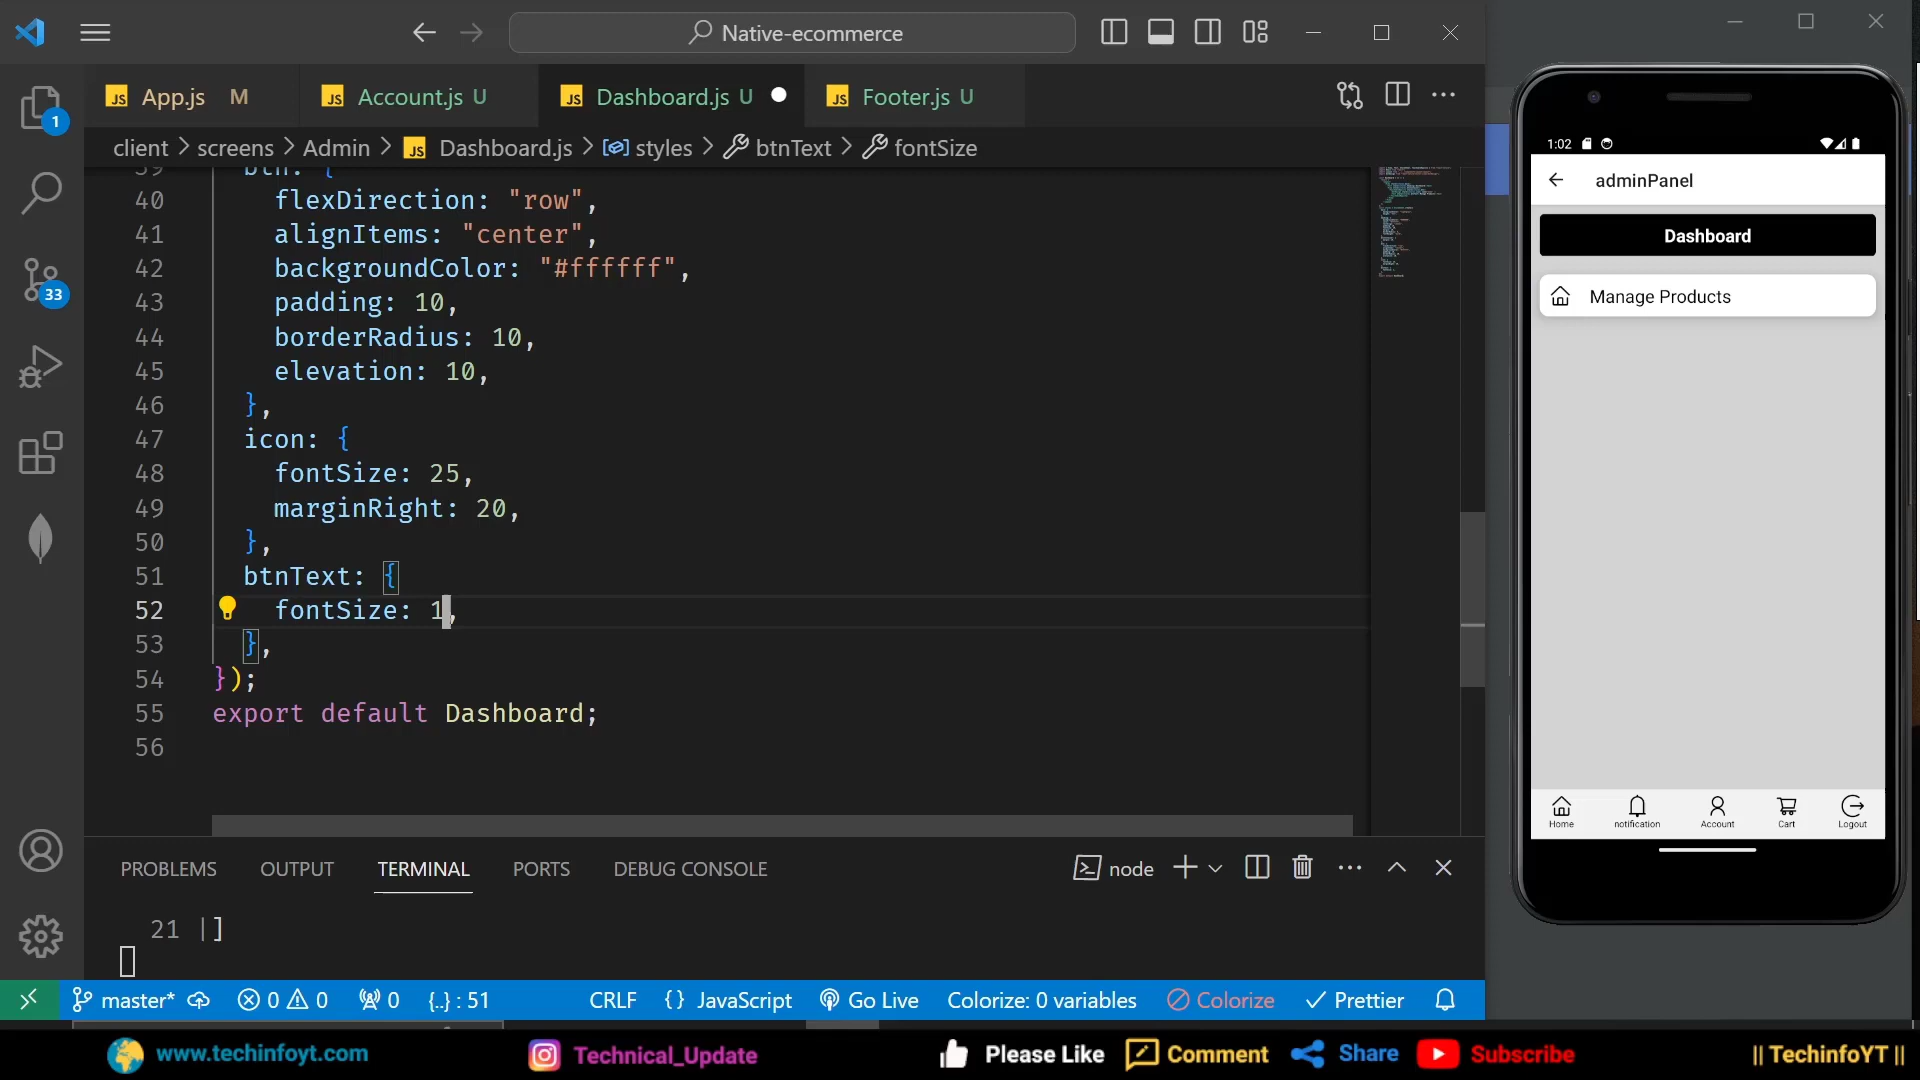 Native-ecommerce
App.js M
Account.js U
Dashboard.js U
Footer.js U
client > screens > Admin > Dashboard.js > styles > btnText > fontSize
39 btn: {
40 flexDirection: "row",
41 alignItems: "center",
42 backgroundColor: "#ffffff",
43 padding: 10,
44 borderRadius: 10,
45 elevation: 10,
46 },
47 icon: {
48 fontSize: 25,
49 marginRight: 20,
50 },
51 btnText: {
52 fontSize: 1,
53 },
54 });
55 export default Dashboard;
56
1
33
PROBLEMS OUTPUT TERMINAL PORTS DEBUG CONSOLE
node
21 |]
master* 0 0 0 {..} : 51 CRLF {} JavaScript Go Live Colorize: 0 variables Colorize Prettier
1:02
adminPanel
Dashboard
Manage Products
Home notification Account Cart Logout
www.techinfoyt.com Technical_Update Please Like Comment Share Subscribe || TechinfoYT ||